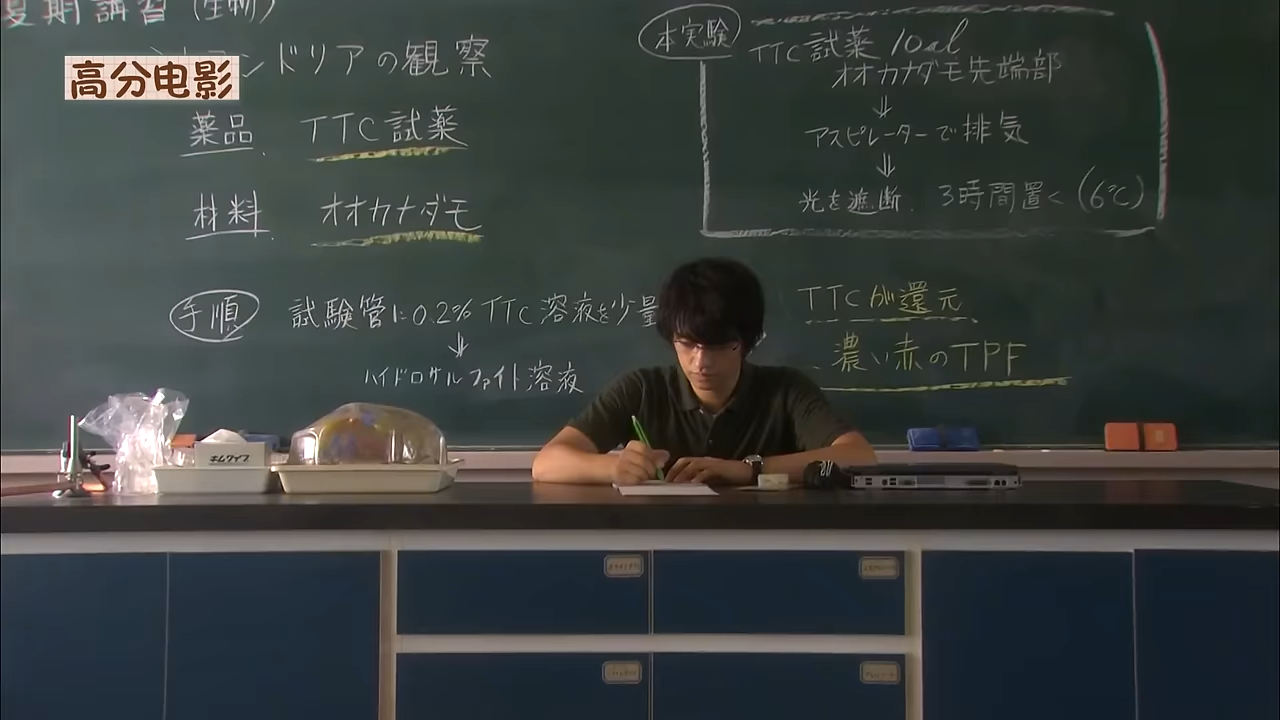 夏期講習（生物）
ンドリアの観察
高分电影
薬品 TTC試薬
材料 オオカナダモ
手順 試験管に0.2% TTC溶液を少量
⇓
ハイドロサルファイト溶液
本実験
TTC試薬 10ml
オオカナダモ先端部
⇓
アスピレーターで排気
⇓
光を遮断 3時間置く（6℃）
TTCが還元
濃い赤のTPF
キムワイプ